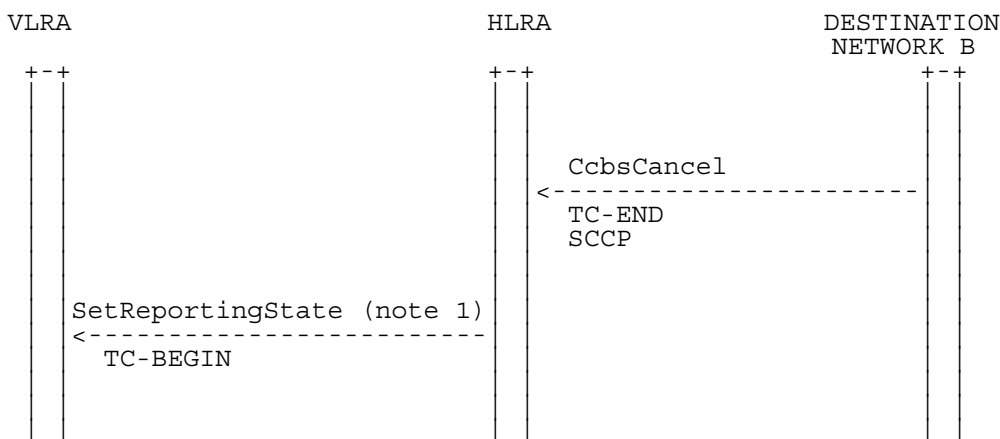 VLRA HLRA DESTINATION
NETWORK B
CcbsCancel
TC-END
SCCP
SetReportingState (note 1)
TC-BEGIN